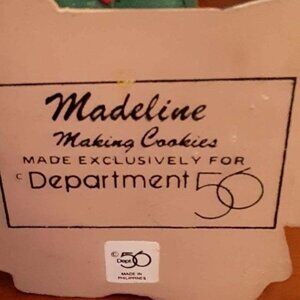 Madeline
Making Cookies
MADE EXCLUSIVELY FOR
© Department 56
© Dept. 56
MADE IN
PHILIPPINES